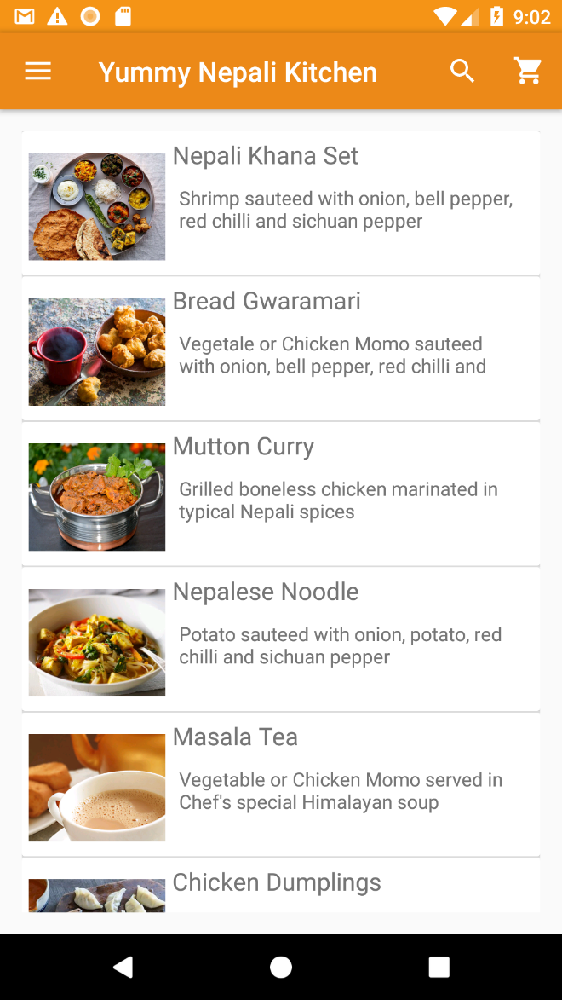 9:02
Yummy Nepali Kitchen
Nepali Khana Set
Shrimp sauteed with onion, bell pepper,
red chilli and sichuan pepper
Bread Gwaramari
Vegetale or Chicken Momo sauteed
with onion, bell pepper, red chilli and
Mutton Curry
Grilled boneless chicken marinated in
typical Nepali spices
Nepalese Noodle
Potato sauteed with onion, potato, red
chilli and sichuan pepper
Masala Tea
Vegetable or Chicken Momo served in
Chef's special Himalayan soup
Chicken Dumplings